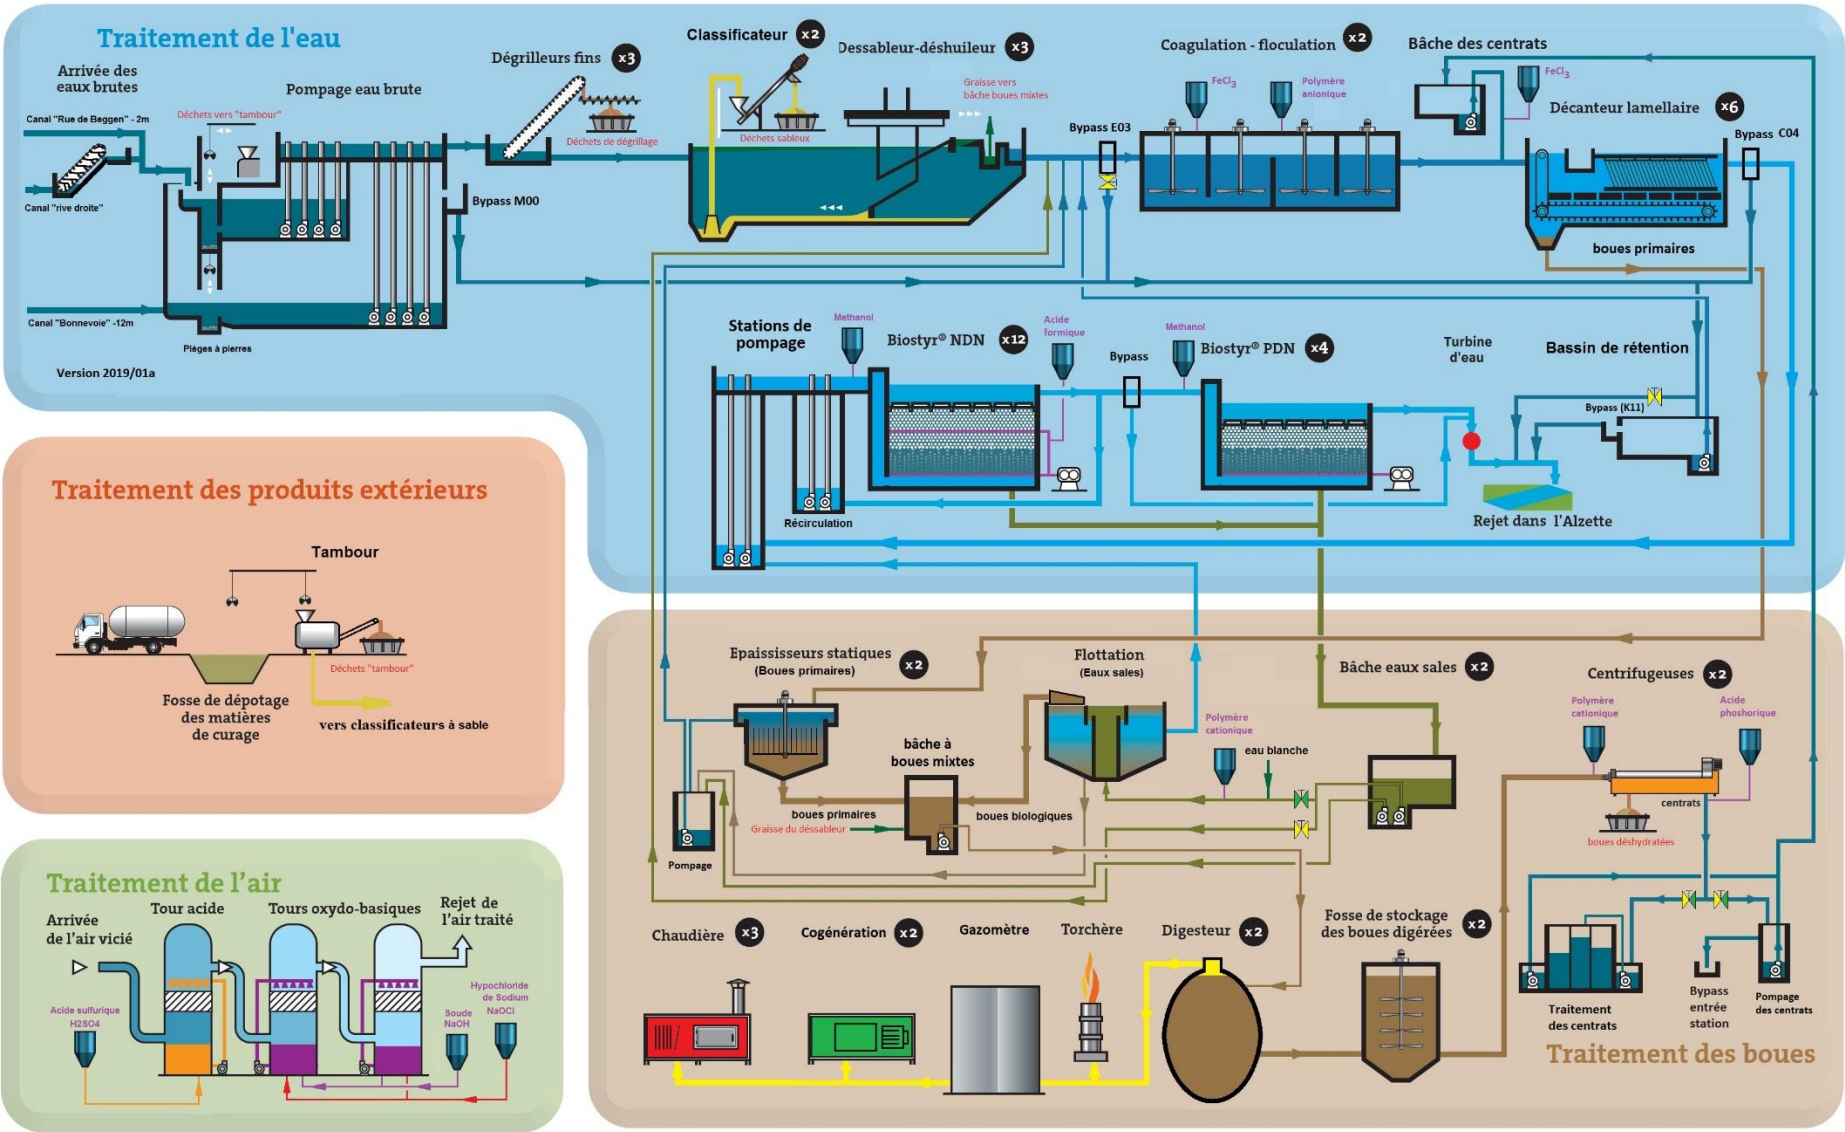 Traitement de l'eau
Arrivée des
eaux brutes
Canal "Rue de Beggen" - 2m
Canal "rive droite"
Canal "Bonnevoie" -12m
Déchets vers "tambour"
Pompage eau brute
Pièges à pierres
Version 2019/01a
Bypass M00
Dégrilleurs fins x3
Déchets de dégrillage
Classificateur x2
Déchets sableux
Dessableur-déshuileur x3
Graisse vers
bâche boues mixtes
Bypass E03
Coagulation - floculation x2
FeCl3
Polymère
anionique
Bâche des centrats
FeCl3
Décanteur lamellaire x6
Bypass C04
boues primaires
Stations de
pompage
Methanol
Biostyr® NDN x12
Acide
formique
Bypass
Methanol
Biostyr® PDN x4
Turbine
d'eau
Bassin de rétention
Bypass (K11)
Récirculation
Rejet dans l'Alzette
Traitement des produits extérieurs
Tambour
Déchets "tambour"
Fosse de dépotage
des matières
de curage
vers classificateurs à sable
Traitement de l’air
Arrivée
de l’air vicié
Tour acide
Tours oxydo-basiques
Rejet de
l’air traité
Acide sulfurique
H2SO4
Soude
NaOH
Hypochloride
de Sodium
NaOCl
Epaississeurs statiques
(Boues primaires)
x2
Flottation
(Eaux sales)
Bâche eaux sales x2
Centrifugeuses x2
Polymère
cationique
Acide
phoshorique
centrats
boues déshydratées
bâche à
boues mixtes
Polymère
cationique
eau blanche
boues primaires
boues biologiques
Graisse du déssableur
Pompage
Chaudière x3
Cogénération x2
Gazomètre
Torchère
Digesteur x2
Fosse de stockage
des boues digérées
x2
Traitement
des centrats
Bypass
entrée
station
Pompage
des centrats
Traitement des boues